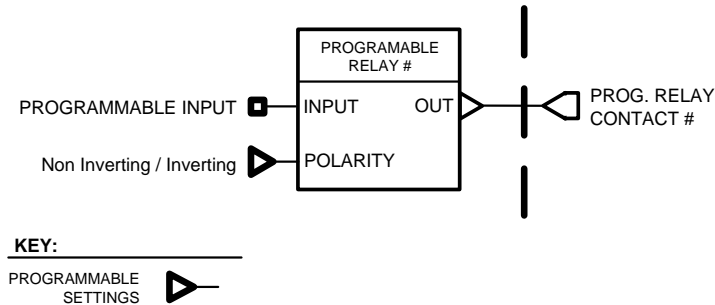 PROGRAMABLE
RELAY #
PROGRAMMABLE INPUT
INPUT
OUT
PROG. RELAY
CONTACT #
Non Inverting / Inverting
POLARITY
KEY:
PROGRAMMABLE
SETTINGS